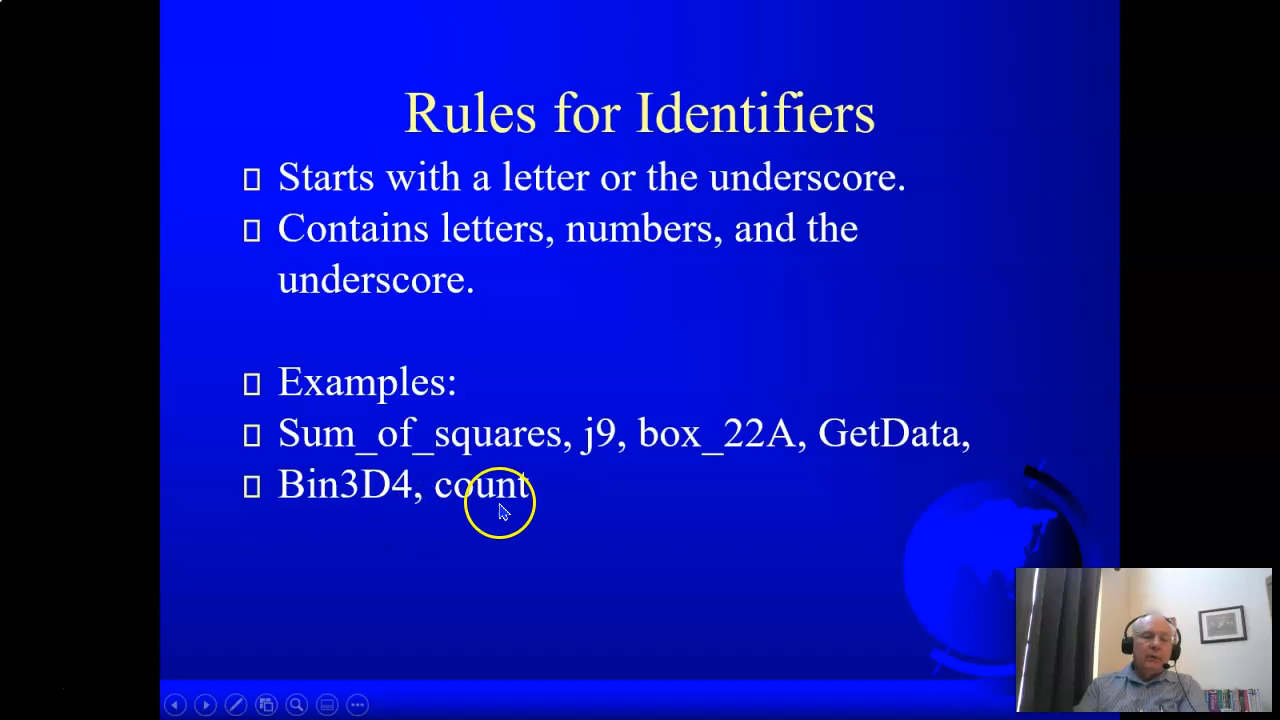 Rules for Identifiers
Starts with a letter or the underscore.
Contains letters, numbers, and the
underscore.
Examples:
Sum_of_squares, j9, box_22A, GetData,
Bin3D4, count